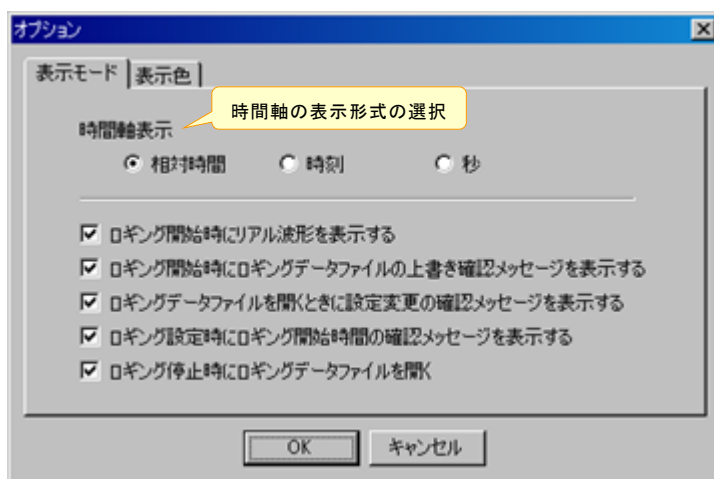 オプション
表示モード 表示色
時間軸の表示形式の選択
時間軸表示
相対時間 時刻 秒
ロギング開始時にリアル波形を表示する
ロギング開始時にロギングデータファイルの上書き確認メッセージを表示する
ロギングデータファイルを開くときに設定変更の確認メッセージを表示する
ロギング設定時にロギング開始時間の確認メッセージを表示する
ロギング停止時にロギングデータファイルを開く
OK キャンセル